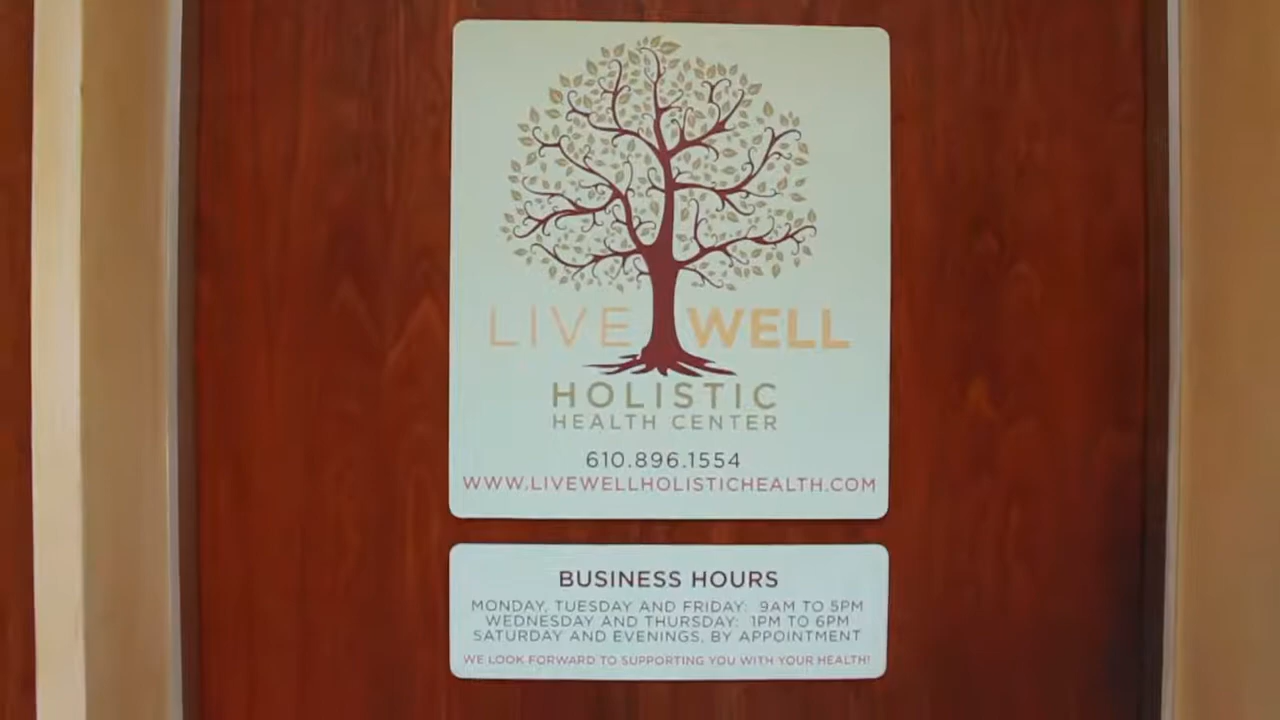 LIVE WELL
HOLISTIC
HEALTH CENTER
610.896.1554
WWW.LIVEWELLHOLISTICHEALTH.COM
BUSINESS HOURS
MONDAY, TUESDAY AND FRIDAY: 9AM TO 5PM
WEDNESDAY AND THURSDAY: 1PM TO 6PM
SATURDAY AND EVENINGS, BY APPOINTMENT
WE LOOK FORWARD TO SUPPORTING YOU WITH YOUR HEALTH!